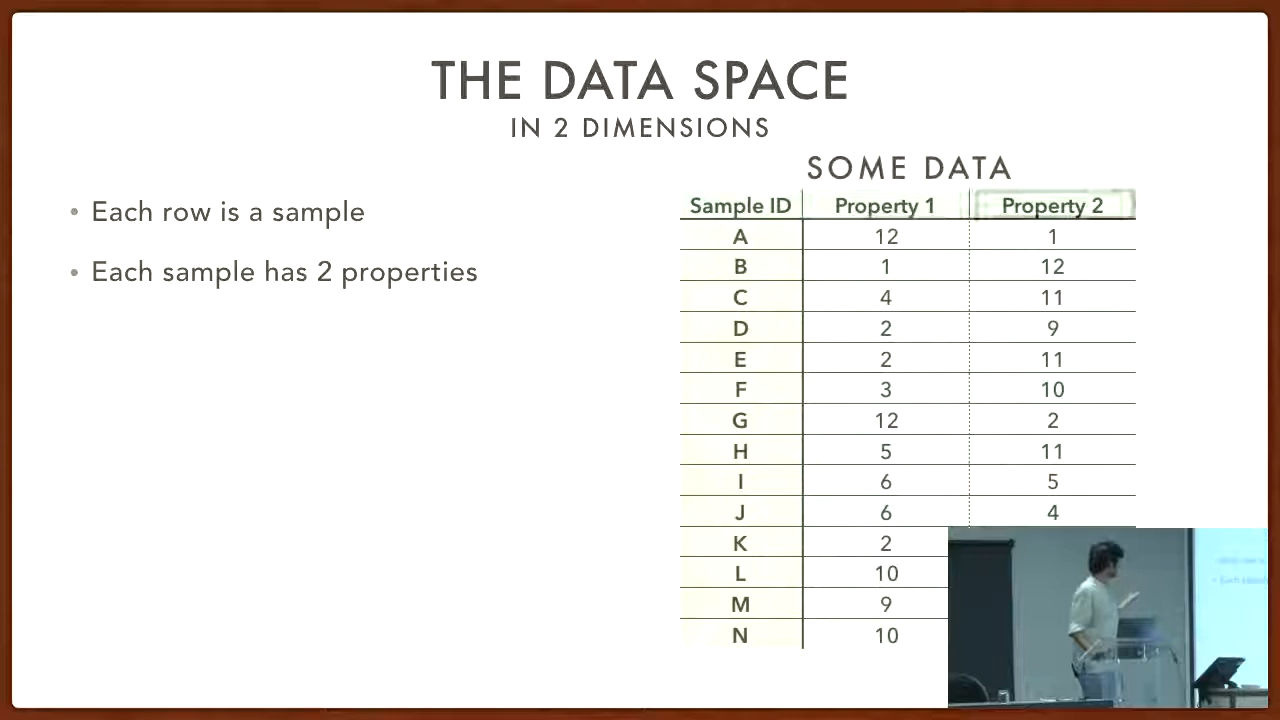 THE DATA SPACE
IN 2 DIMENSIONS
• Each row is a sample
• Each sample has 2 properties
SOME DATA
Sample ID Property 1 Property 2
A 12 1
B 1 12
C 4 11
D 2 9
E 2 11
F 3 10
G 12 2
H 5 11
I 6 5
J 6 4
K 2
L 10
M 9
N 10